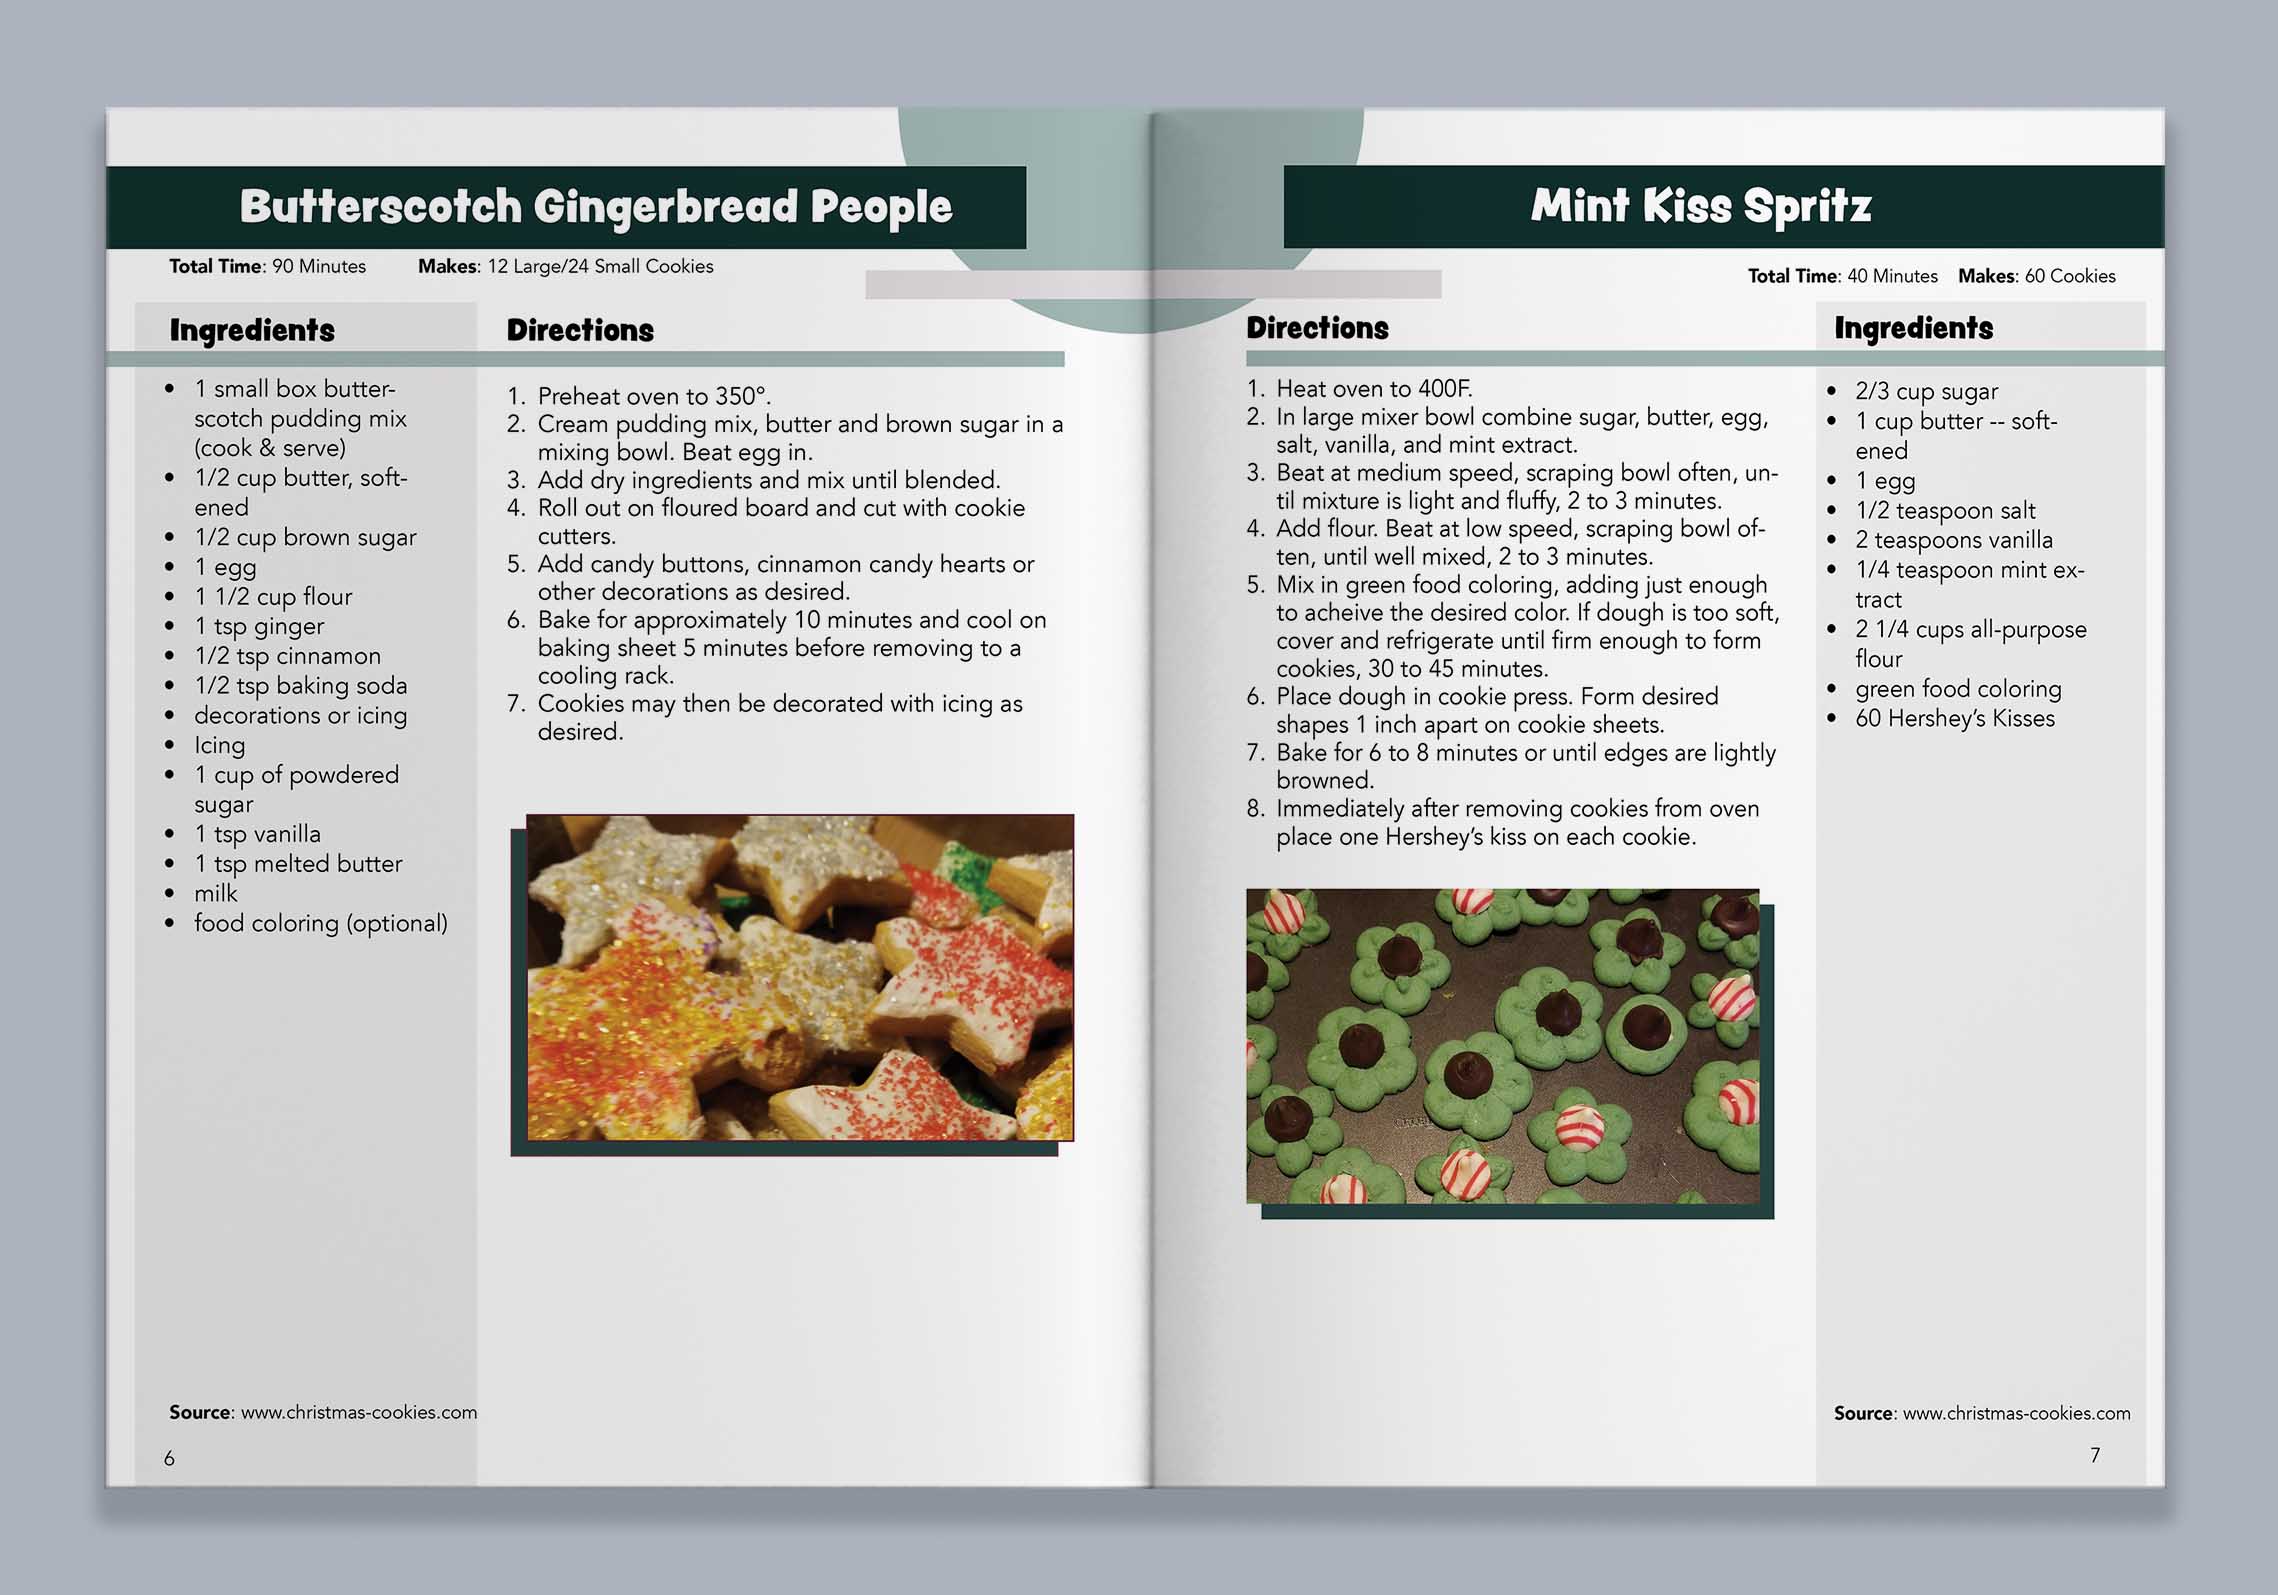 Butterscotch Gingerbread People
Total Time: 90 Minutes Makes: 12 Large/24 Small Cookies
Ingredients
• 1 small box butter-
scotch pudding mix
(cook & serve)
• 1/2 cup butter, soft-
ened
• 1/2 cup brown sugar
• 1 egg
• 1 1/2 cup flour
• 1 tsp ginger
• 1/2 tsp cinnamon
• 1/2 tsp baking soda
• decorations or icing
• Icing
• 1 cup of powdered
sugar
• 1 tsp vanilla
• 1 tsp melted butter
• milk
• food coloring (optional)
Directions
1. Preheat oven to 350°.
2. Cream pudding mix, butter and brown sugar in a
mixing bowl. Beat egg in.
3. Add dry ingredients and mix until blended.
4. Roll out on floured board and cut with cookie
cutters.
5. Add candy buttons, cinnamon candy hearts or
other decorations as desired.
6. Bake for approximately 10 minutes and cool on
baking sheet 5 minutes before removing to a
cooling rack.
7. Cookies may then be decorated with icing as
desired.
Source: www.christmas-cookies.com
6
Mint Kiss Spritz
Total Time: 40 Minutes Makes: 60 Cookies
Directions
1. Heat oven to 400F.
2. In large mixer bowl combine sugar, butter, egg,
salt, vanilla, and mint extract.
3. Beat at medium speed, scraping bowl often, un-
til mixture is light and fluffy, 2 to 3 minutes.
4. Add flour. Beat at low speed, scraping bowl of-
ten, until well mixed, 2 to 3 minutes.
5. Mix in green food coloring, adding just enough
to acheive the desired color. If dough is too soft,
cover and refrigerate until firm enough to form
cookies, 30 to 45 minutes.
6. Place dough in cookie press. Form desired
shapes 1 inch apart on cookie sheets.
7. Bake for 6 to 8 minutes or until edges are lightly
browned.
8. Immediately after removing cookies from oven
place one Hershey's kiss on each cookie.
Ingredients
• 2/3 cup sugar
• 1 cup butter -- soft-
ened
• 1 egg
• 1/2 teaspoon salt
• 2 teaspoons vanilla
• 1/4 teaspoon mint ex-
tract
• 2 1/4 cups all-purpose
flour
• green food coloring
• 60 Hershey's Kisses
Source: www.christmas-cookies.com
7